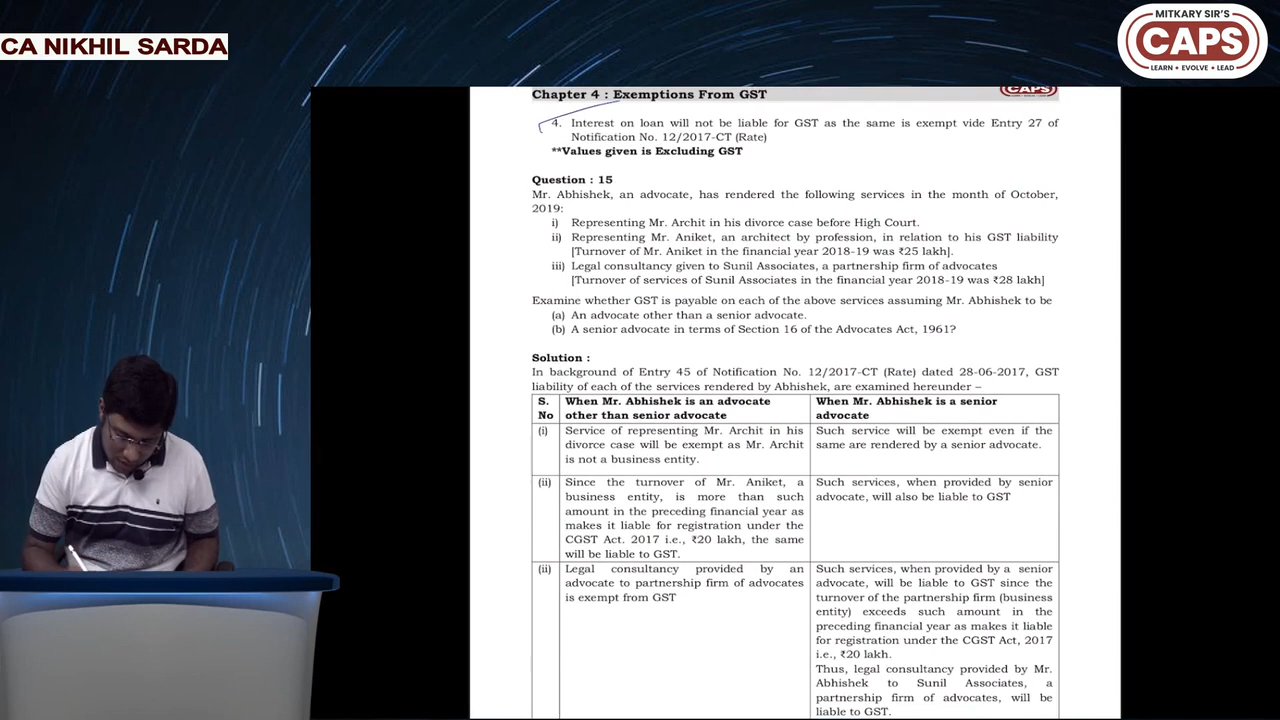 CA NIKHIL SARDA
MITKARY SIR'S
CAPS
LEARN • EVOLVE • LEAD
Chapter 4 : Exemptions From GST
CAPS
4. Interest on loan will not be liable for GST as the same is exempt vide Entry 27 of
Notification No. 12/2017-CT (Rate)
**Values given is Excluding GST
Question : 15
Mr. Abhishek, an advocate, has rendered the following services in the month of October,
2019:
i) Representing Mr. Archit in his divorce case before High Court.
ii) Representing Mr. Aniket, an architect by profession, in relation to his GST liability
[Turnover of Mr. Aniket in the financial year 2018-19 was ₹25 lakh].
iii) Legal consultancy given to Sunil Associates, a partnership firm of advocates
[Turnover of services of Sunil Associates in the financial year 2018-19 was ₹28 lakh]
Examine whether GST is payable on each of the above services assuming Mr. Abhishek to be
(a) An advocate other than a senior advocate.
(b) A senior advocate in terms of Section 16 of the Advocates Act, 1961?
Solution :
In background of Entry 45 of Notification No. 12/2017-CT (Rate) dated 28-06-2017, GST
liability of each of the services rendered by Abhishek, are examined hereunder –
S.
No
When Mr. Abhishek is an advocate
other than senior advocate
When Mr. Abhishek is a senior
advocate
(i)
Service of representing Mr. Archit in his
divorce case will be exempt as Mr. Archit
is not a business entity.
Such service will be exempt even if the
same are rendered by a senior advocate.
(ii)
Since the turnover of Mr. Aniket, a
business entity, is more than such
amount in the preceding financial year as
makes it liable for registration under the
CGST Act. 2017 i.e., ₹20 lakh, the same
will be liable to GST.
Such services, when provided by senior
advocate, will also be liable to GST
(ii)
Legal consultancy provided by an
advocate to partnership firm of advocates
is exempt from GST
Such services, when provided by a senior
advocate, will be liable to GST since the
turnover of the partnership firm (business
entity) exceeds such amount in the
preceding financial year as makes it liable
for registration under the CGST Act, 2017
i.e., ₹20 lakh.
Thus, legal consultancy provided by Mr.
Abhishek to Sunil Associates, a
partnership firm of advocates, will be
liable to GST.